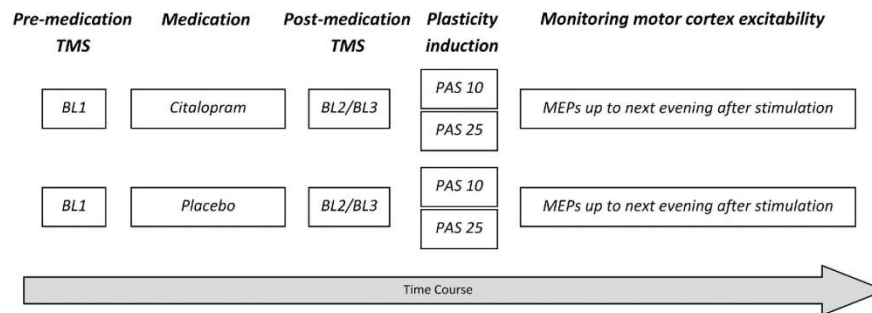 Pre-medication Medication Post-medication Plasticity Monitoring motor cortex excitability
TMS TMS induction
PAS 10
BL1 Citalopram BL2/BL3 MEPs up to next evening after stimulation
PAS 25
PAS 10
BL1 Placebo BL2/BL3 MEPs up to next evening after stimulation
PAS 25
Time Course